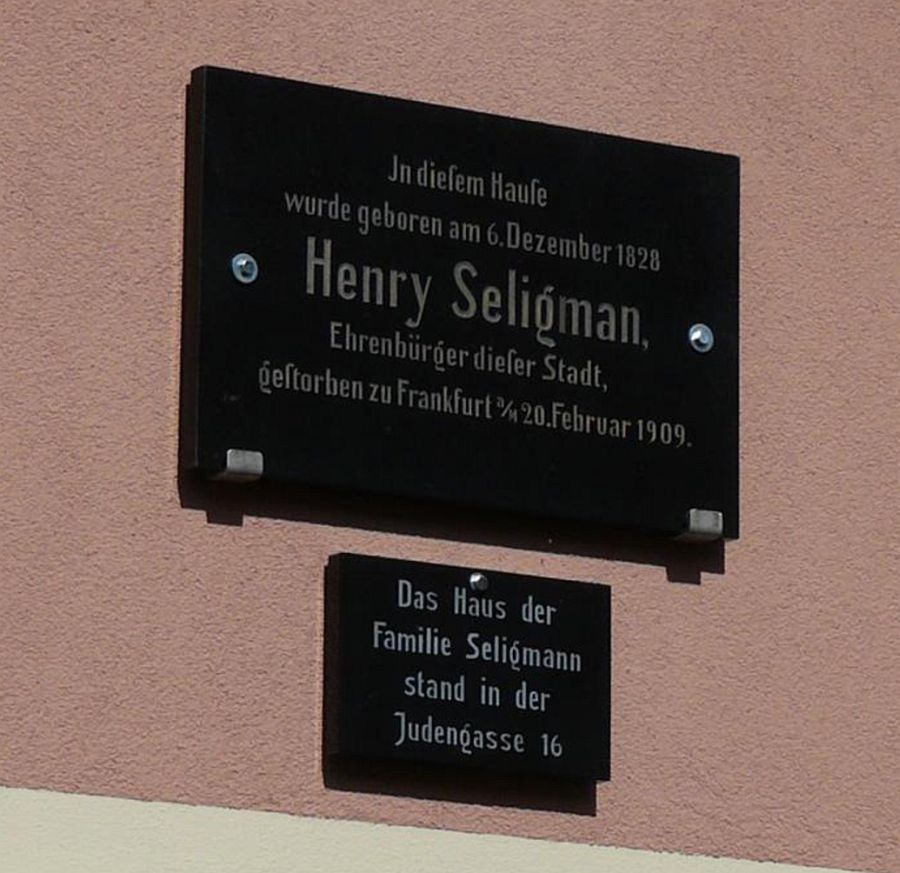 Jn dieſem Hauſe
wurde geboren am 6. Dezember 1828
Henry Seligman,
Ehrenbürger dieſer Stadt,
geſtorben zu Frankfurt a/M 20. Februar 1909.
Das Haus der
Familie Seligmann
stand in der
Judengasse 16